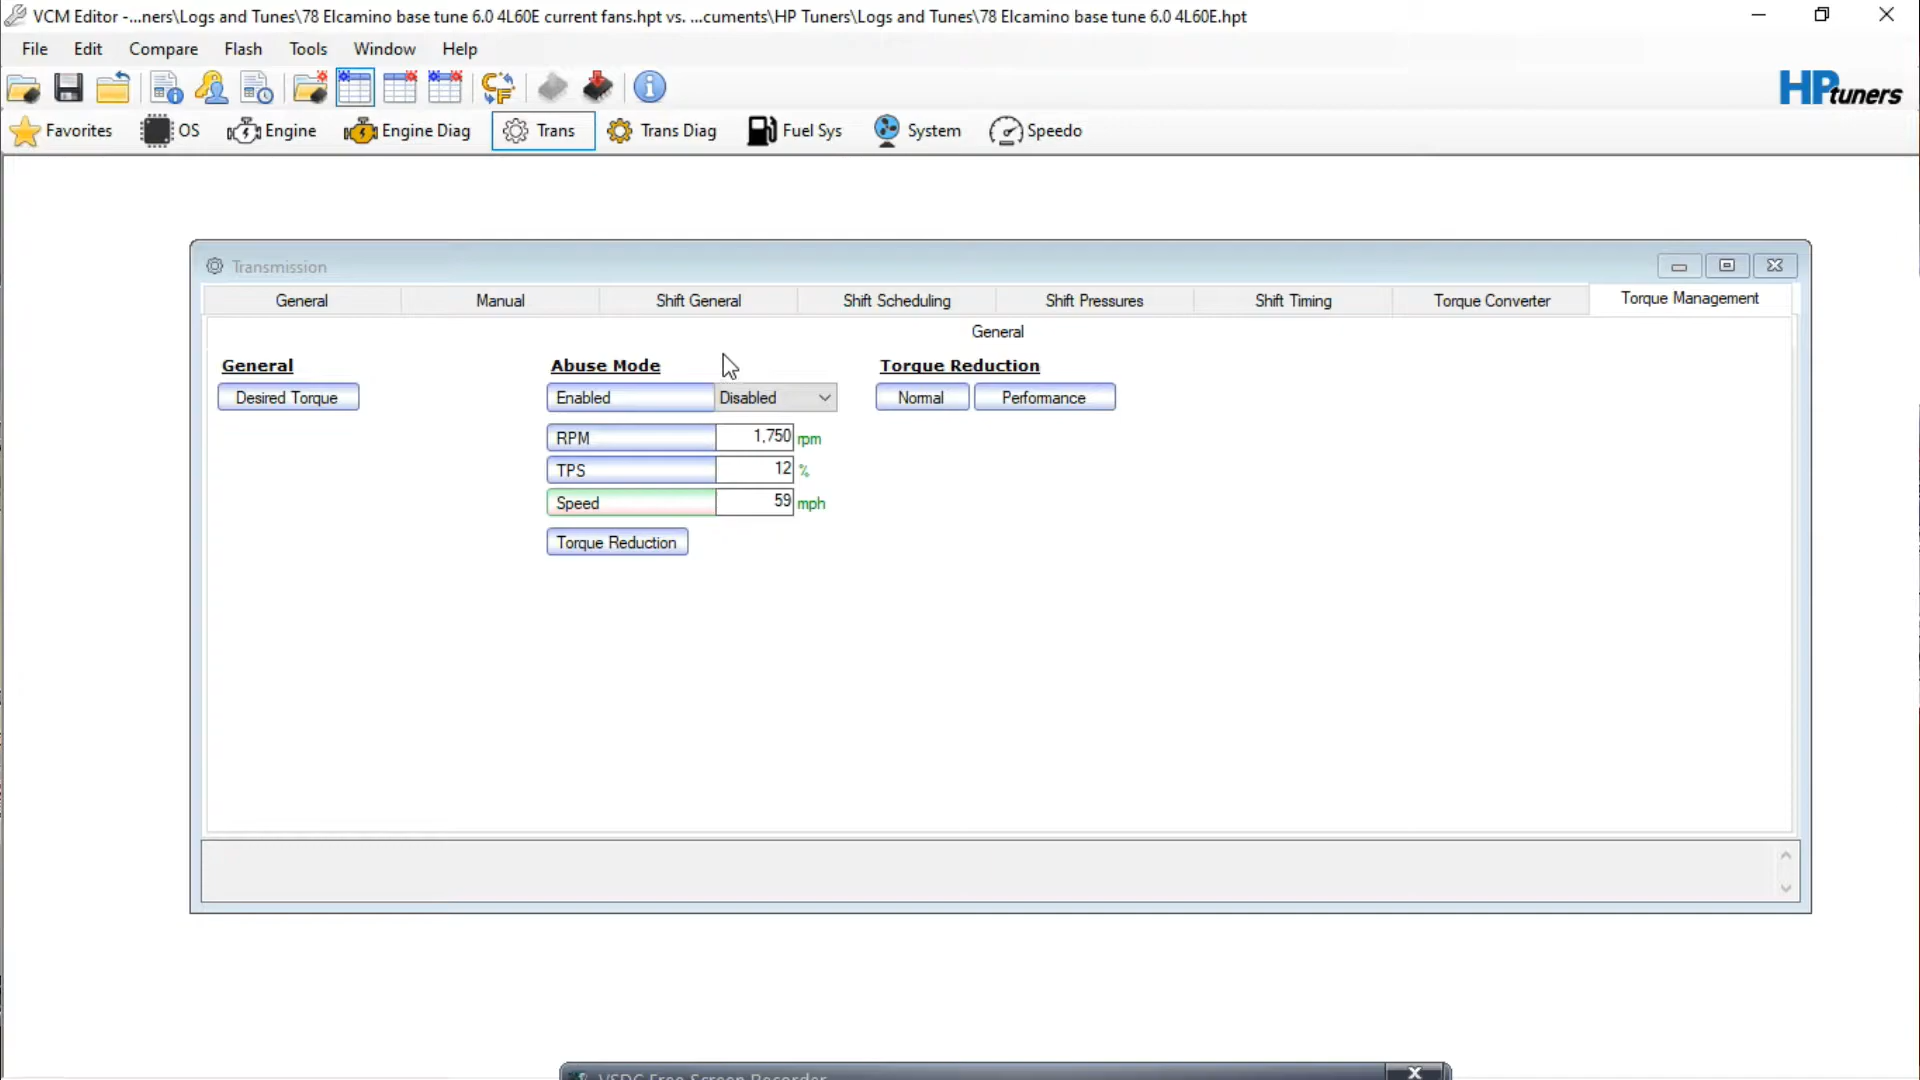 VCM Editor -...ners\Logs and Tunes\78 Elcamino base tune 6.0 4L60E current fans.hpt vs. ...cuments\HP Tuners\Logs and Tunes\78 Elcamino base tune 6.0 4L60E.hpt
File Edit Compare Flash Tools Window Help
HPtuners
Favorites OS Engine Engine Diag Trans Trans Diag Fuel Sys System Speedo
Transmission
General Manual Shift General Shift Scheduling Shift Pressures Shift Timing Torque Converter Torque Management
General
General Abuse Mode Torque Reduction
Desired Torque Enabled Disabled Normal Performance
RPM 1,750 rpm
TPS 12 %
Speed 59 mph
Torque Reduction
VSDC Free Screen Recorder